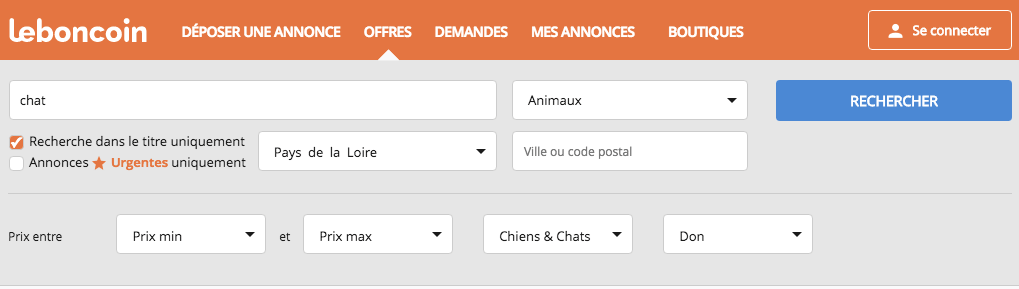 leboncoin DÉPOSER UNE ANNONCE OFFRES DEMANDES MES ANNONCES BOUTIQUES Se connecter
chat Animaux RECHERCHER
Recherche dans le titre uniquement
Pays de la Loire Ville ou code postal
Annonces Urgentes uniquement
Prix entre Prix min et Prix max Chiens & Chats Don